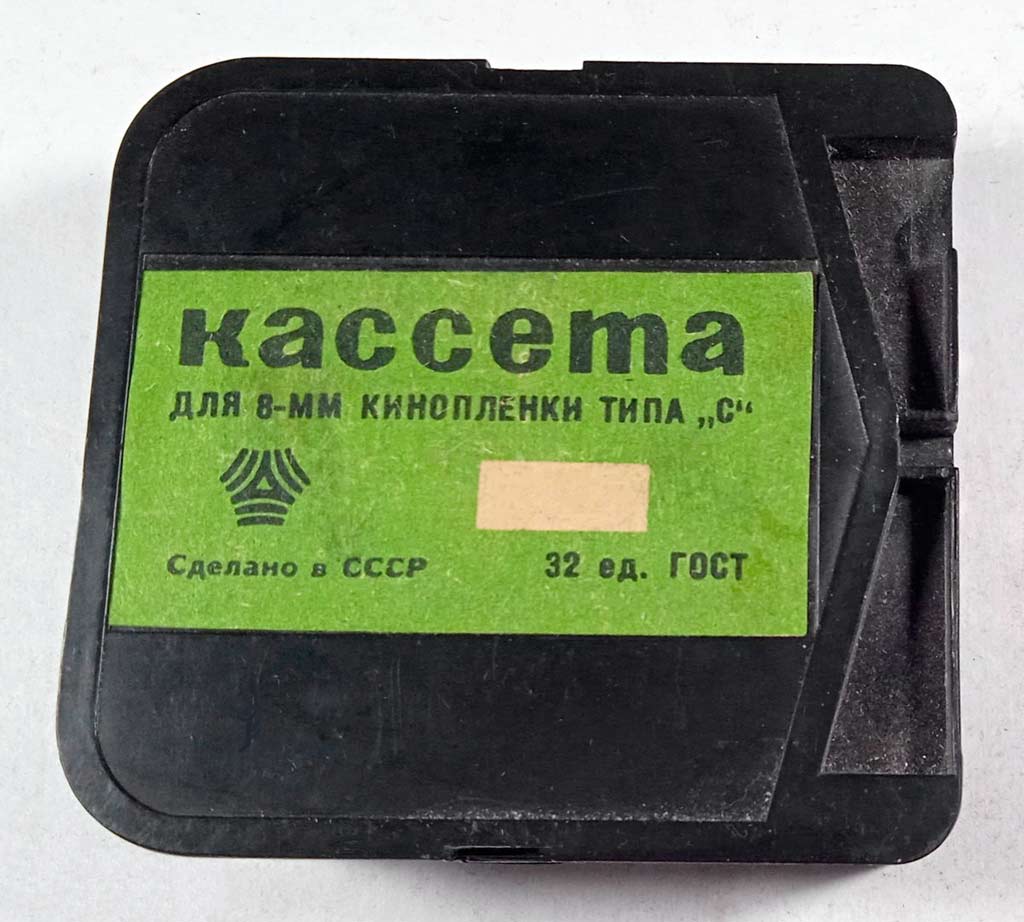 кассета
ДЛЯ 8-ММ КИНОПЛЕНКИ ТИПА „С“
Сделано в СССР
32 ед. ГОСТ